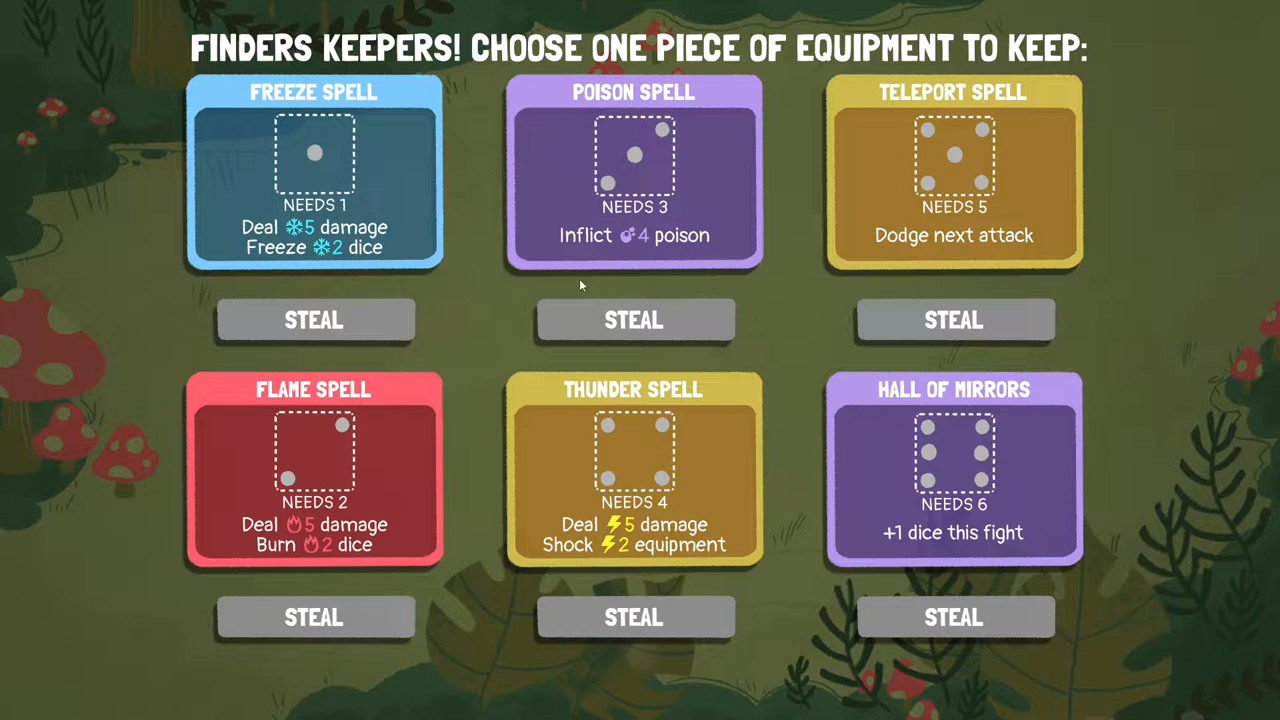 FINDERS KEEPERS! CHOOSE ONE PIECE OF EQUIPMENT TO KEEP:
FREEZE SPELL
NEEDS 1
Deal ❄5 damage
Freeze ❄2 dice
STEAL
POISON SPELL
NEEDS 3
Inflict 4 poison
STEAL
TELEPORT SPELL
NEEDS 5
Dodge next attack
STEAL
FLAME SPELL
NEEDS 2
Deal 5 damage
Burn 2 dice
STEAL
THUNDER SPELL
NEEDS 4
Deal 5 damage
Shock 2 equipment
STEAL
HALL OF MIRRORS
NEEDS 6
+1 dice this fight
STEAL